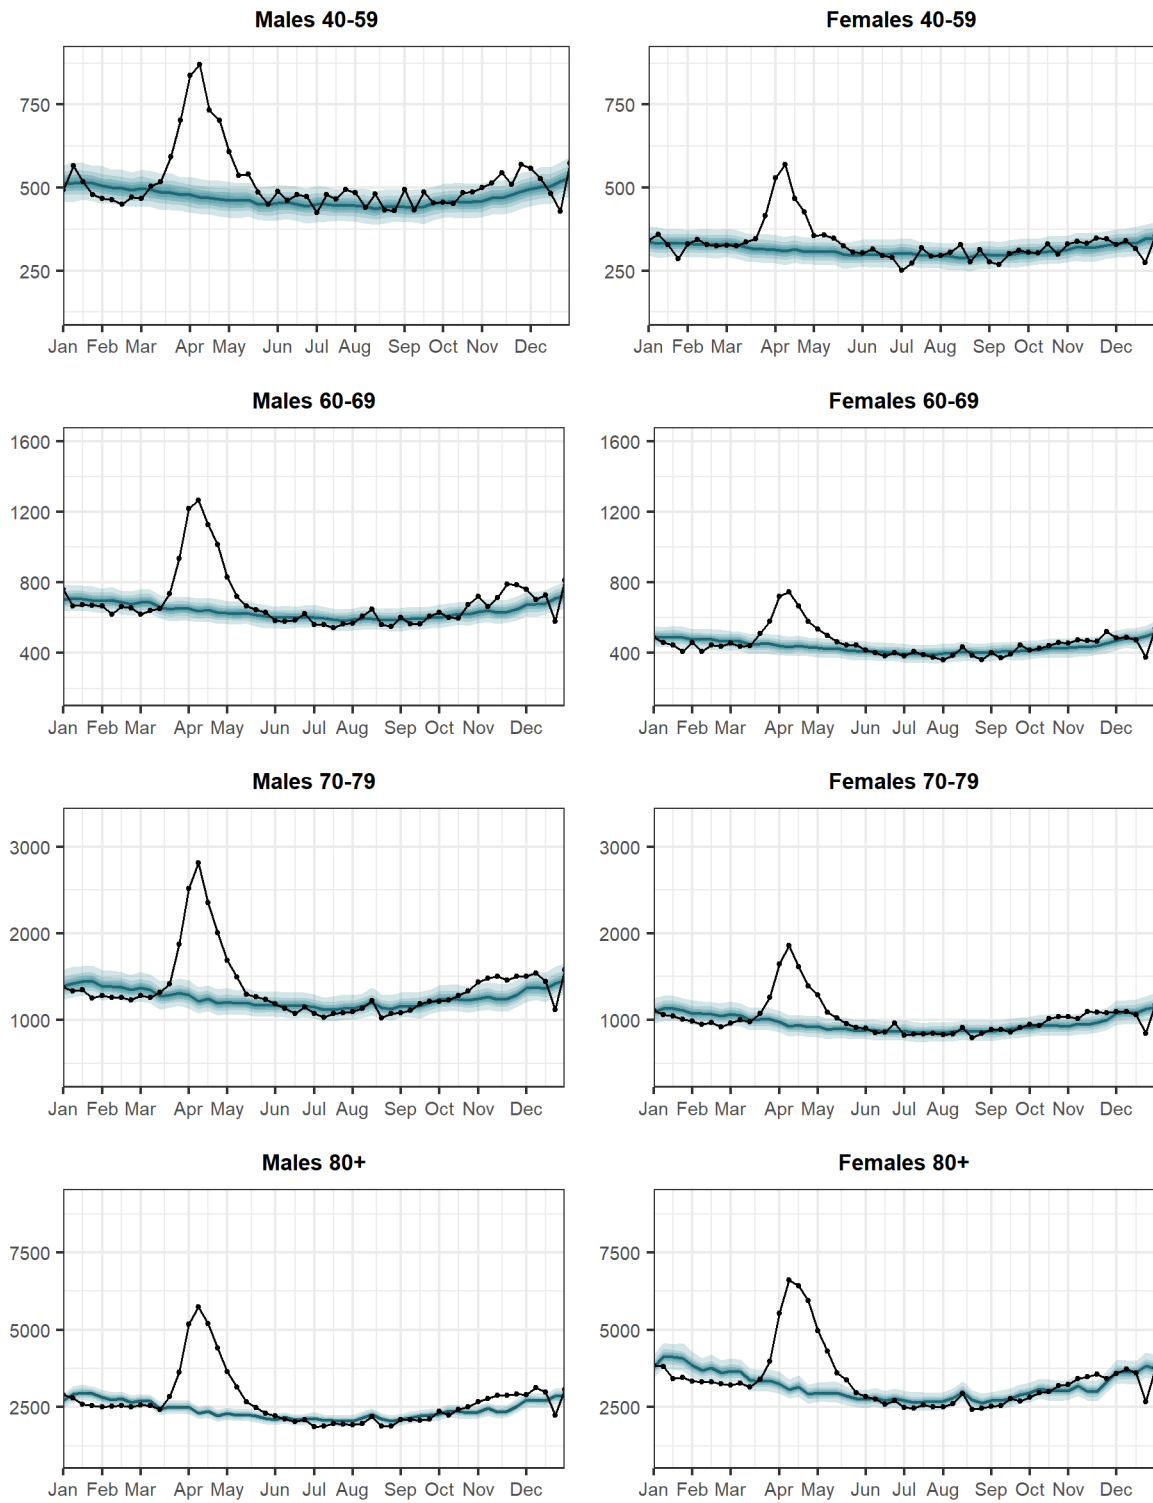 Males 40-59
Females 40-59
750
500
250
Jan Feb Mar Apr May Jun Jul Aug Sep Oct Nov Dec
750
500
250
Jan Feb Mar Apr May Jun Jul Aug Sep Oct Nov Dec
Males 60-69
Females 60-69
1600
1200
800
400
Jan Feb Mar Apr May Jun Jul Aug Sep Oct Nov Dec
1600
1200
800
400
Jan Feb Mar Apr May Jun Jul Aug Sep Oct Nov Dec
Males 70-79
Females 70-79
3000
2000
1000
Jan Feb Mar Apr May Jun Jul Aug Sep Oct Nov Dec
3000
2000
1000
Jan Feb Mar Apr May Jun Jul Aug Sep Oct Nov Dec
Males 80+
Females 80+
7500
5000
2500
Jan Feb Mar Apr May Jun Jul Aug Sep Oct Nov Dec
7500
5000
2500
Jan Feb Mar Apr May Jun Jul Aug Sep Oct Nov Dec